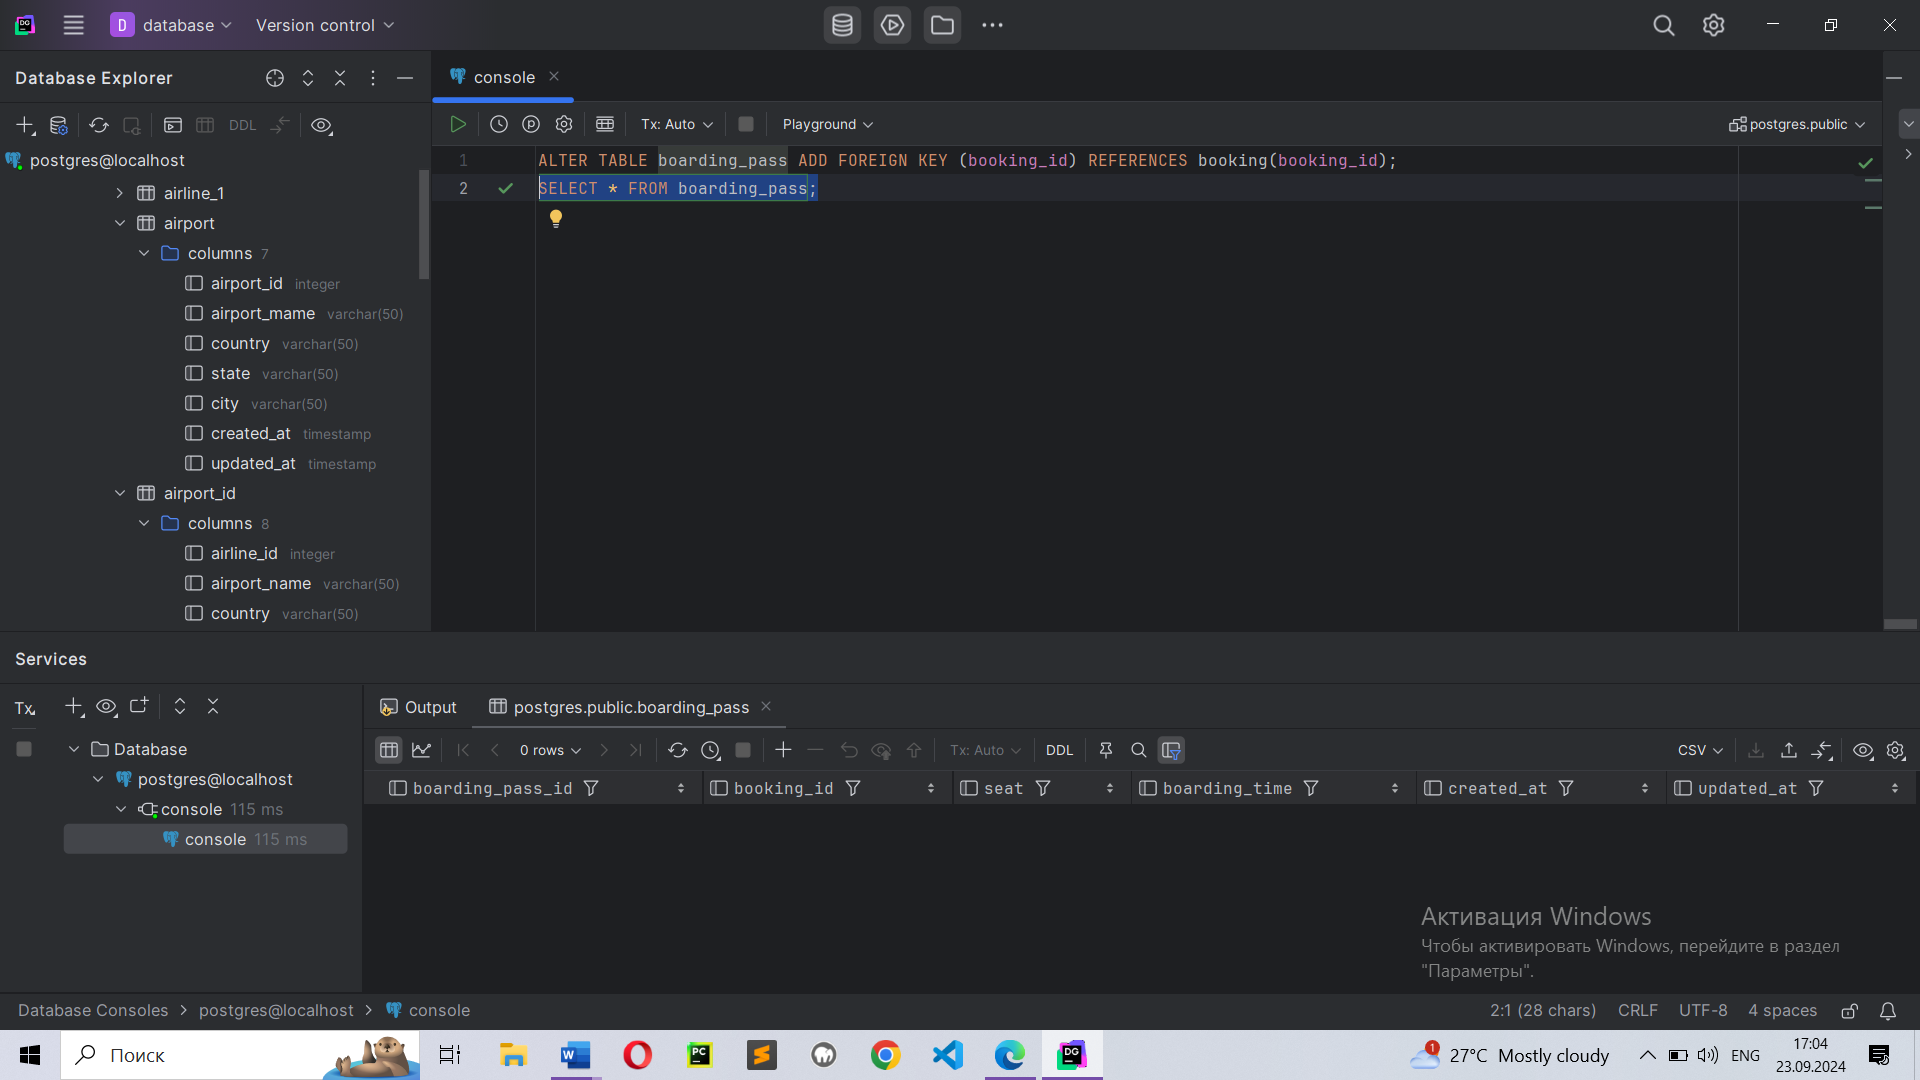 D database Version control
Database Explorer
console
DDL
Tx: Auto Playground postgres.public
postgres@localhost
airline_1
airport
columns 7
airport_id integer
airport_mame varchar(50)
country varchar(50)
state varchar(50)
city varchar(50)
created_at timestamp
updated_at timestamp
airport_id
columns 8
airline_id integer
airport_name varchar(50)
country varchar(50)
1 ALTER TABLE boarding_pass ADD FOREIGN KEY (booking_id) REFERENCES booking(booking_id);
2 SELECT * FROM boarding_pass;
Services
Tx
Database
postgres@localhost
console 115 ms
console 115 ms
Output postgres.public.boarding_pass
0 rows Tx: Auto DDL CSV
boarding_pass_id booking_id seat boarding_time created_at updated_at
Активация Windows
Чтобы активировать Windows, перейдите в раздел
"Параметры".
Database Consoles postgres@localhost console
2:1 (28 chars) CRLF UTF-8 4 spaces
Поиск
1 27°C Mostly cloudy ENG 17:04
23.09.2024